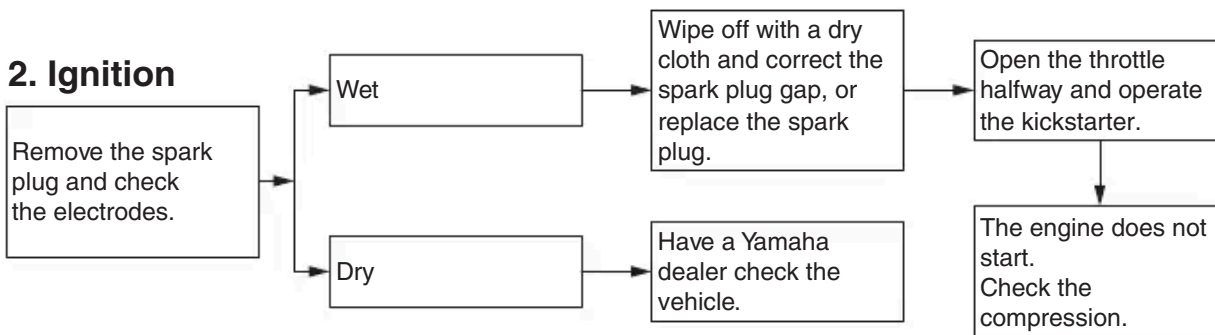 2. Ignition
Remove the spark
plug and check
the electrodes.
Wet
Wipe off with a dry
cloth and correct the
spark plug gap, or
replace the spark
plug.
Open the throttle
halfway and operate
the kickstarter.
The engine does not
start.
Check the
compression.
Dry
Have a Yamaha
dealer check the
vehicle.